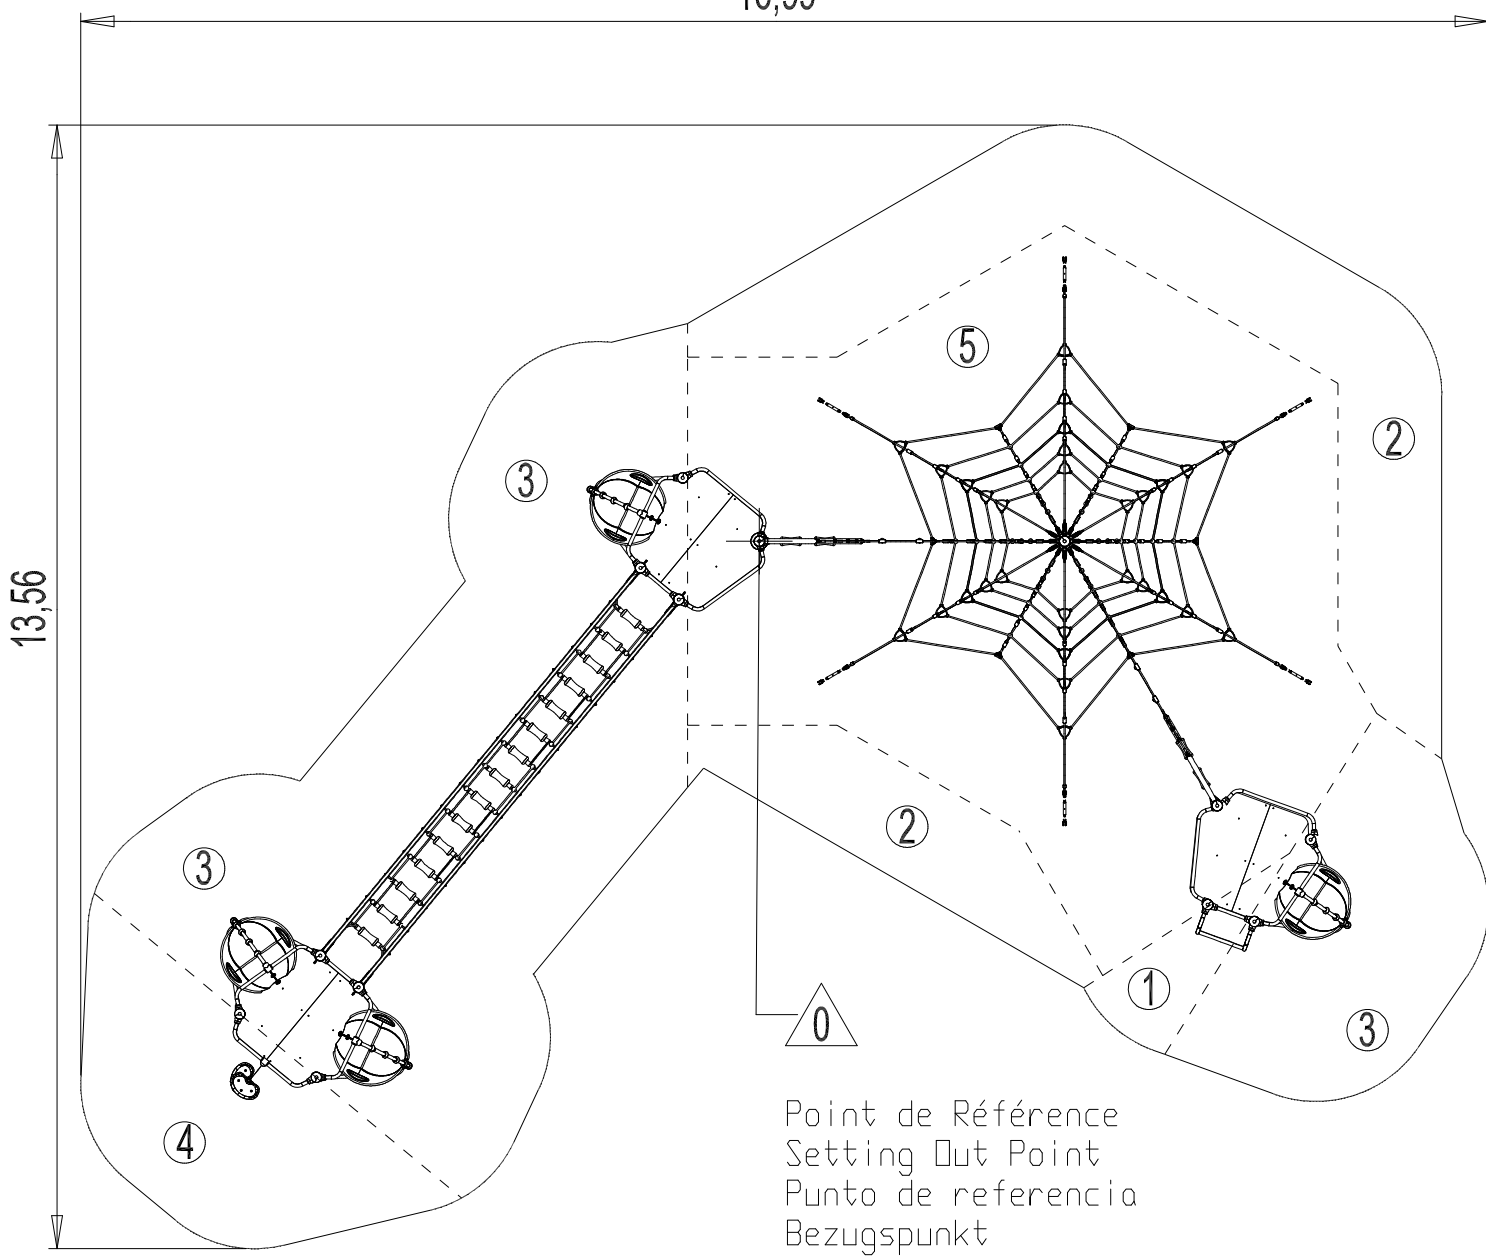 5
2
3
13,56
2
3
1
0
3
4
Point de Référence
Setting Out Point
Punto de referencia
Bezugspunkt